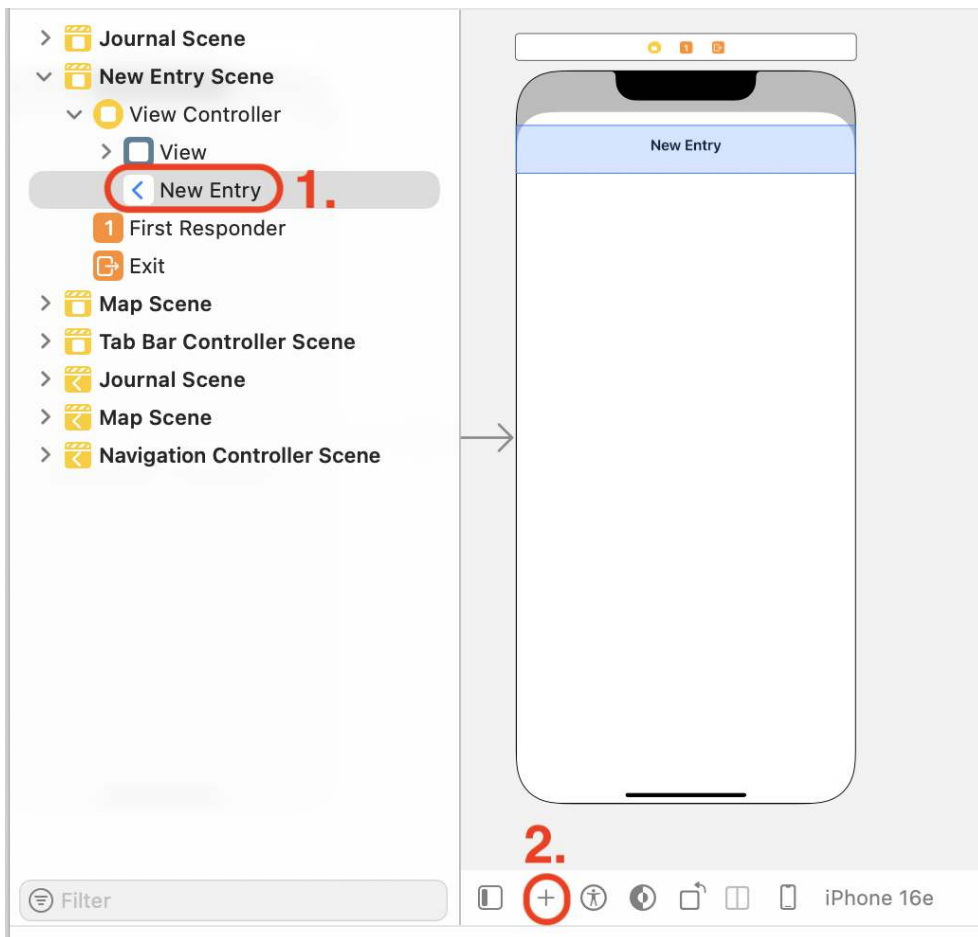 Journal Scene
New Entry Scene
View Controller
View
New Entry
1.
1 First Responder
Exit
Map Scene
Tab Bar Controller Scene
Journal Scene
Map Scene
Navigation Controller Scene
Filter
1
New Entry
2.
iPhone 16e